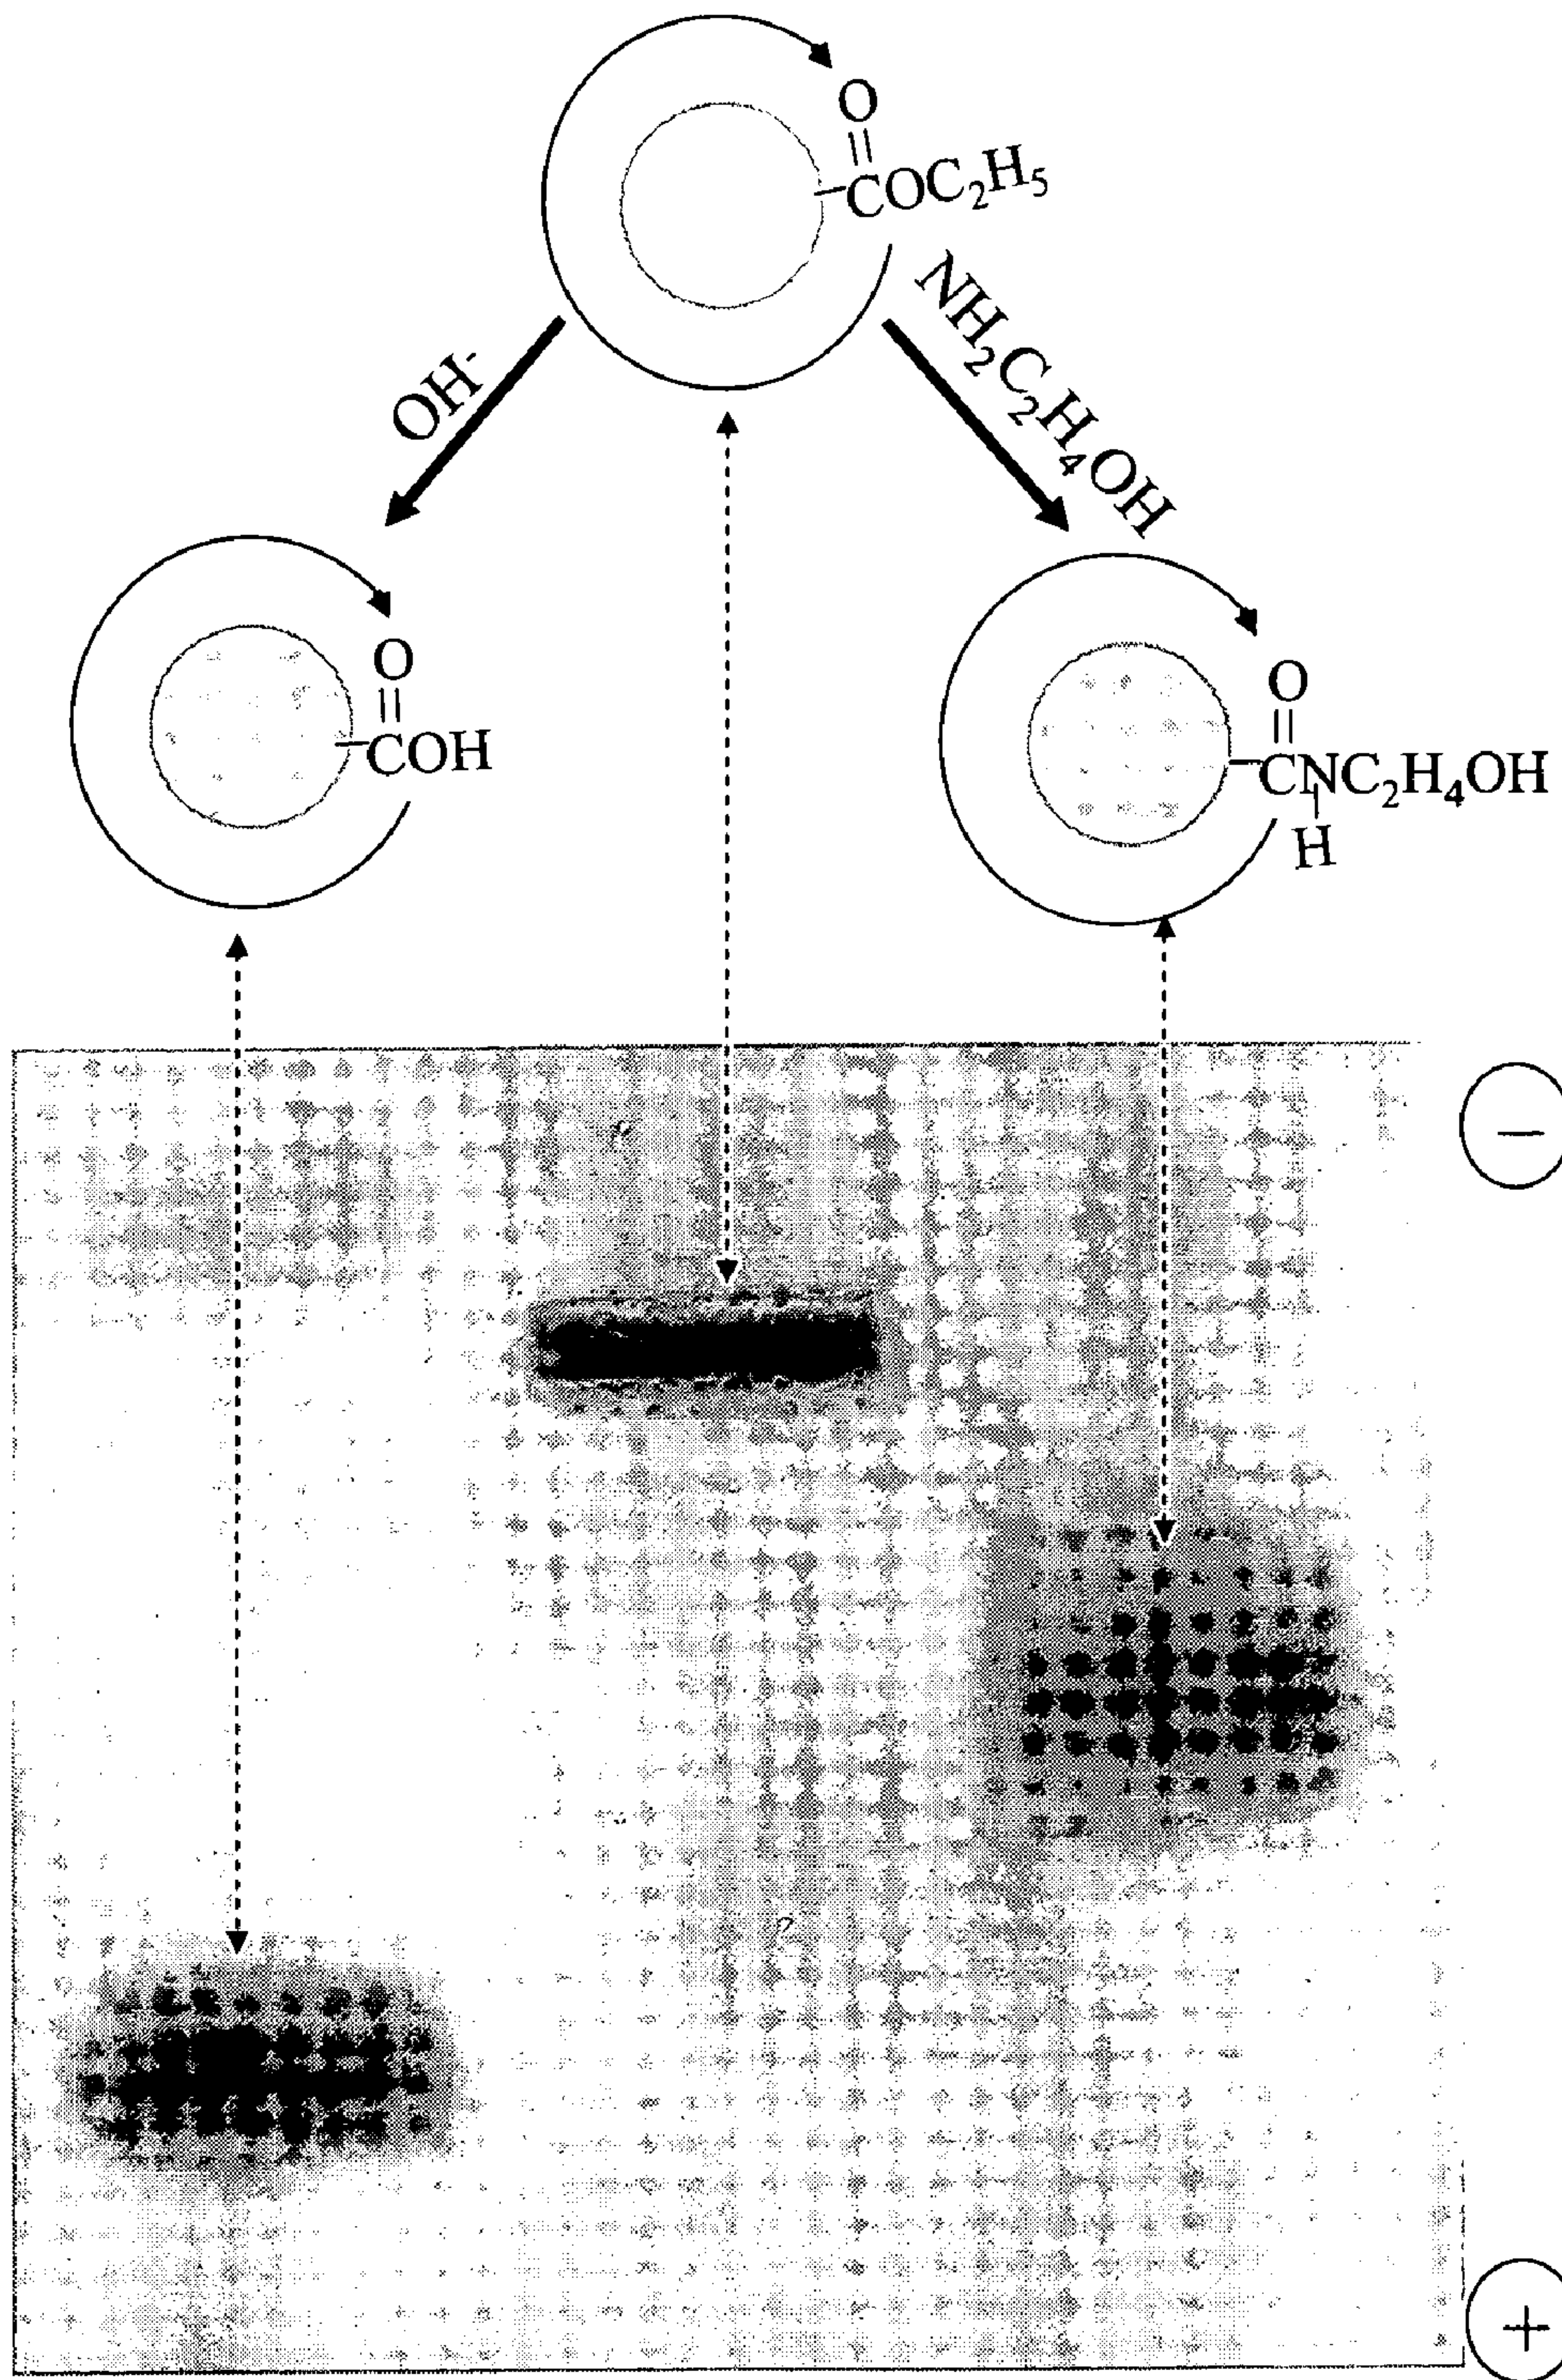 O
||
COC₂H₅
OH⁻
NH₂C₂H₄OH
O
||
COH
O
||
CNC₂H₄OH
|
H
−
+